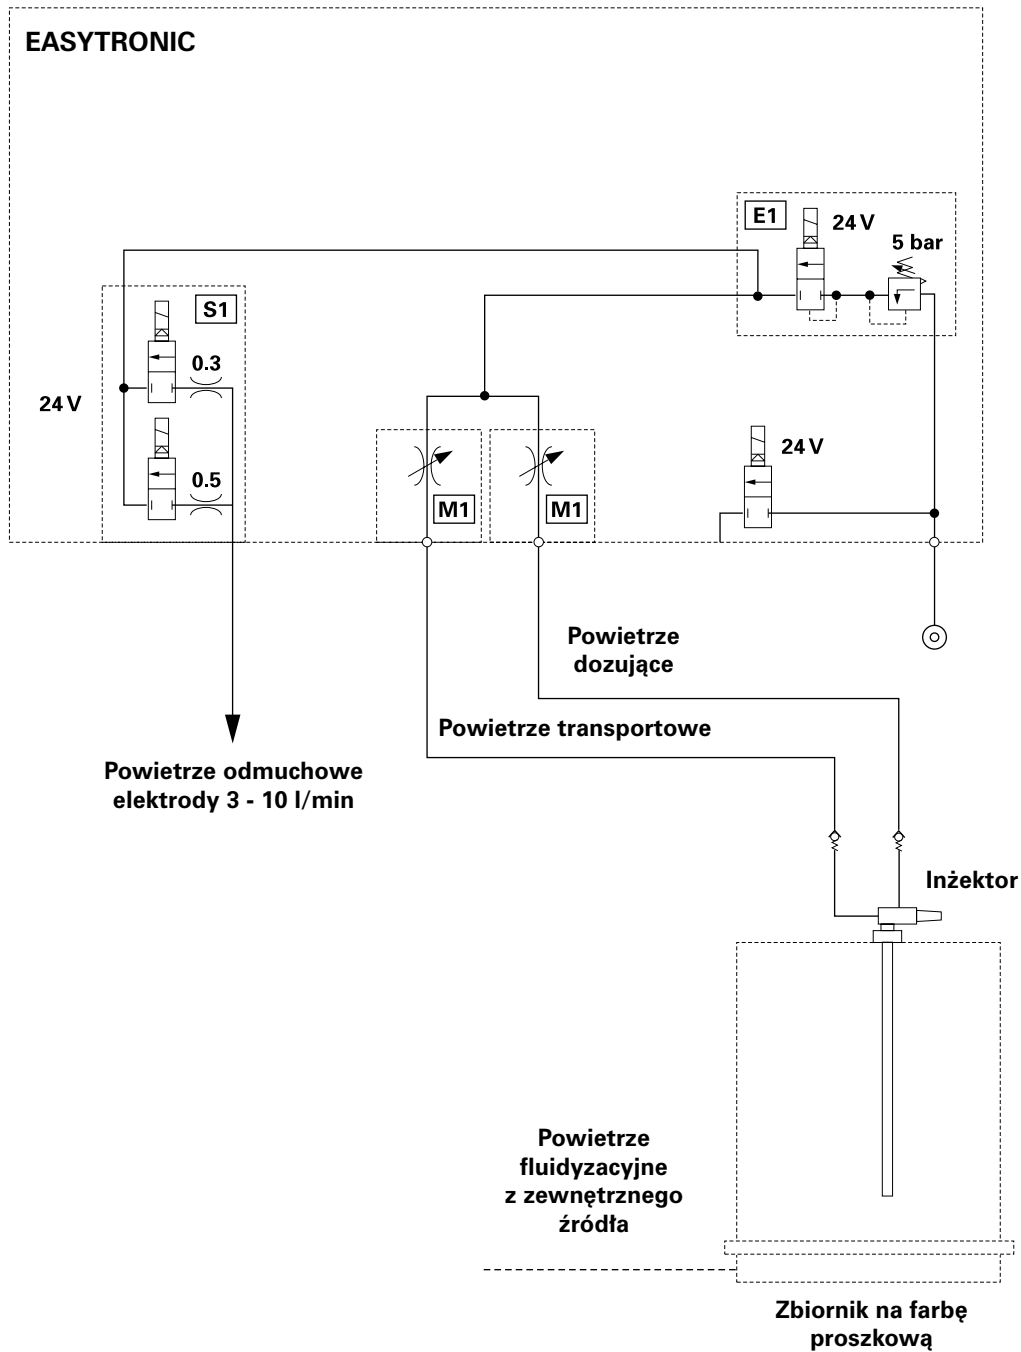 EASYTRONIC
E1
24 V
5 bar
S1
0.3
24 V
0.5
24 V
M1
M1
Powietrze
dozujące
Powietrze transportowe
Powietrze odmuchowe
elektrody 3 - 10 l/min
Inżektor
Powietrze
fluidyzacyjne
z zewnętrznego
źródła
Zbiornik na farbę
proszkową